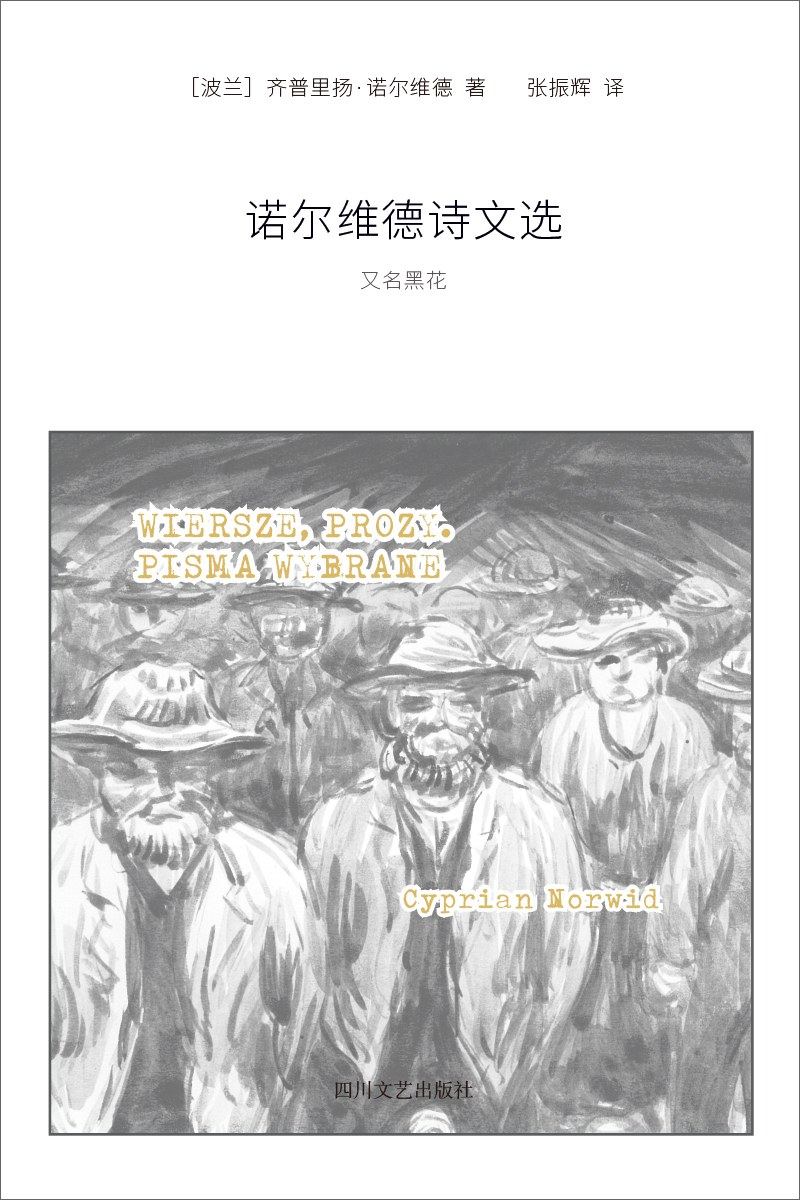 ［波兰］齐普里扬·诺尔维德 著　张振辉 译
诺尔维德诗文选
又名黑花
WIERSZE, PROZY.
PISMA WYBRANE
Cyprian Norwid
四川文艺出版社